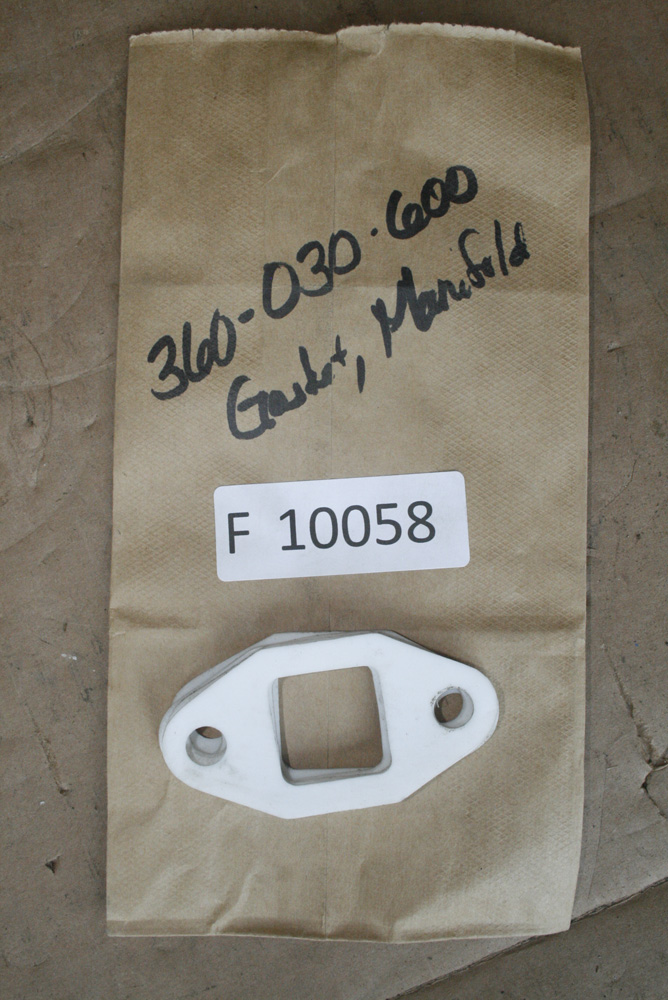 360-030-600
Gasket, Manifold
F 10058